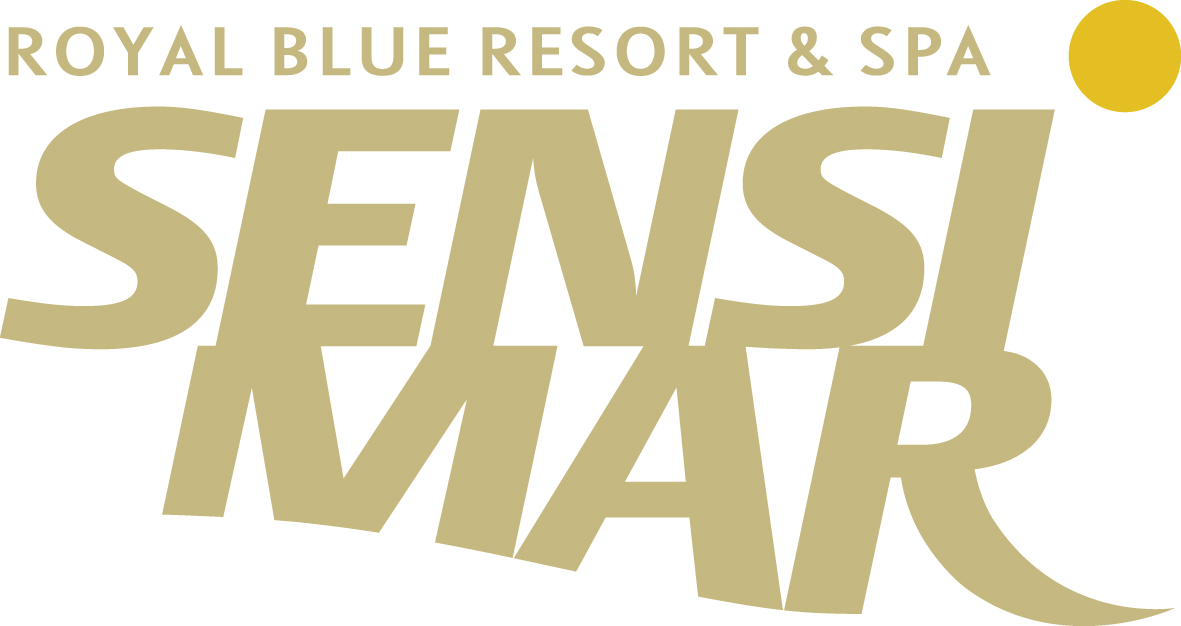 ROYAL BLUE RESORT & SPA
SENSI
MAR